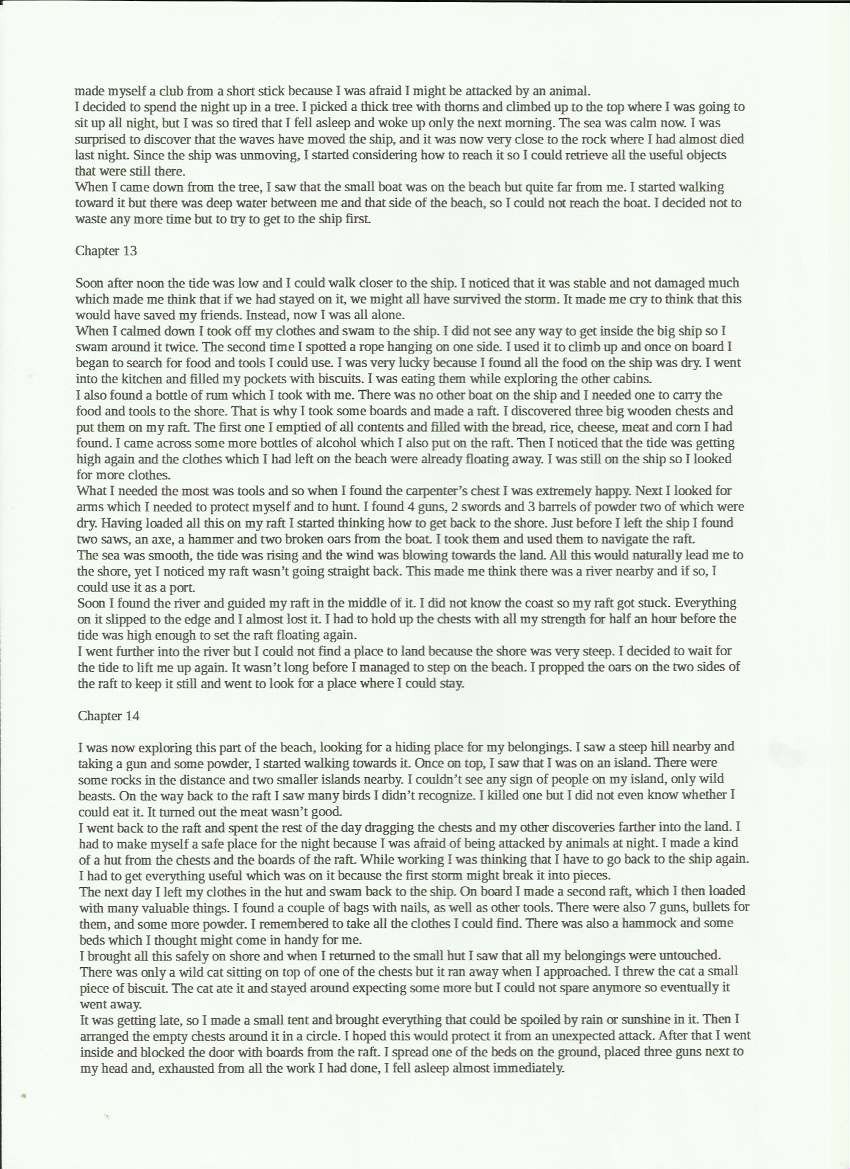 made myself a club from a short stick because I was afraid I might be attacked by an animal.
I decided to spend the night up in a tree. I picked a thick tree with thorns and climbed up to the top where I was going to
sit up all night, but I was so tired that I fell asleep and woke up only the next morning. The sea was calm now. I was
surprised to discover that the waves have moved the ship, and it was now very close to the rock where I had almost died
last night. Since the ship was unmoving, I started considering how to reach it so I could retrieve all the useful objects
that were still there.
When I came down from the tree, I saw that the small boat was on the beach but quite far from me. I started walking
toward it but there was deep water between me and that side of the beach, so I could not reach the boat. I decided not to
waste any more time but to try to get to the ship first.
Chapter 13
Soon after noon the tide was low and I could walk closer to the ship. I noticed that it was stable and not damaged much
which made me think that if we had stayed on it, we might all have survived the storm. It made me cry to think that this
would have saved my friends. Instead, now I was all alone.
When I calmed down I took off my clothes and swam to the ship. I did not see any way to get inside the big ship so I
swam around it twice. The second time I spotted a rope hanging on one side. I used it to climb up and once on board I
began to search for food and tools I could use. I was very lucky because I found all the food on the ship was dry. I went
into the kitchen and filled my pockets with biscuits. I was eating them while exploring the other cabins.
I also found a bottle of rum which I took with me. There was no other boat on the ship and I needed one to carry the
food and tools to the shore. That is why I took some boards and made a raft. I discovered three big wooden chests and
put them on my raft. The first one I emptied of all contents and filled with the bread, rice, cheese, meat and corn I had
found. I came across some more bottles of alcohol which I also put on the raft. Then I noticed that the tide was getting
high again and the clothes which I had left on the beach were already floating away. I was still on the ship so I looked
for more clothes.
What I needed the most was tools and so when I found the carpenter's chest I was extremely happy. Next I looked for
arms which I needed to protect myself and to hunt. I found 4 guns, 2 swords and 3 barrels of powder two of which were
dry. Having loaded all this on my raft I started thinking how to get back to the shore. Just before I left the ship I found
two saws, an axe, a hammer and two broken oars from the boat. I took them and used them to navigate the raft.
The sea was smooth, the tide was rising and the wind was blowing towards the land. All this would naturally lead me to
the shore, yet I noticed my raft wasn't going straight back. This made me think there was a river nearby and if so, I
could use it as a port.
Soon I found the river and guided my raft in the middle of it. I did not know the coast so my raft got stuck. Everything
on it slipped to the edge and I almost lost it. I had to hold up the chests with all my strength for half an hour before the
tide was high enough to set the raft floating again.
I went further into the river but I could not find a place to land because the shore was very steep. I decided to wait for
the tide to lift me up again. It wasn't long before I managed to step on the beach. I propped the oars on the two sides of
the raft to keep it still and went to look for a place where I could stay.
Chapter 14
I was now exploring this part of the beach, looking for a hiding place for my belongings. I saw a steep hill nearby and
taking a gun and some powder, I started walking towards it. Once on top, I saw that I was on an island. There were
some rocks in the distance and two smaller islands nearby. I couldn't see any sign of people on my island, only wild
beasts. On the way back to the raft I saw many birds I didn't recognize. I killed one but I did not even know whether I
could eat it. It turned out the meat wasn't good.
I went back to the raft and spent the rest of the day dragging the chests and my other discoveries farther into the land. I
had to make myself a safe place for the night because I was afraid of being attacked by animals at night. I made a kind
of a hut from the chests and the boards of the raft. While working I was thinking that I have to go back to the ship again.
I had to get everything useful which was on it because the first storm might break it into pieces.
The next day I left my clothes in the hut and swam back to the ship. On board I made a second raft, which I then loaded
with many valuable things. I found a couple of bags with nails, as well as other tools. There were also 7 guns, bullets for
them, and some more powder. I remembered to take all the clothes I could find. There was also a hammock and some
beds which I thought might come in handy for me.
I brought all this safely on shore and when I returned to the small hut I saw that all my belongings were untouched.
There was only a wild cat sitting on top of one of the chests but it ran away when I approached. I threw the cat a small
piece of biscuit. The cat ate it and stayed around expecting some more but I could not spare anymore so eventually it
went away.
It was getting late, so I made a small tent and brought everything that could be spoiled by rain or sunshine in it. Then I
arranged the empty chests around it in a circle. I hoped this would protect it from an unexpected attack. After that I went
inside and blocked the door with boards from the raft. I spread one of the beds on the ground, placed three guns next to
my head and, exhausted from all the work I had done, I fell asleep almost immediately.